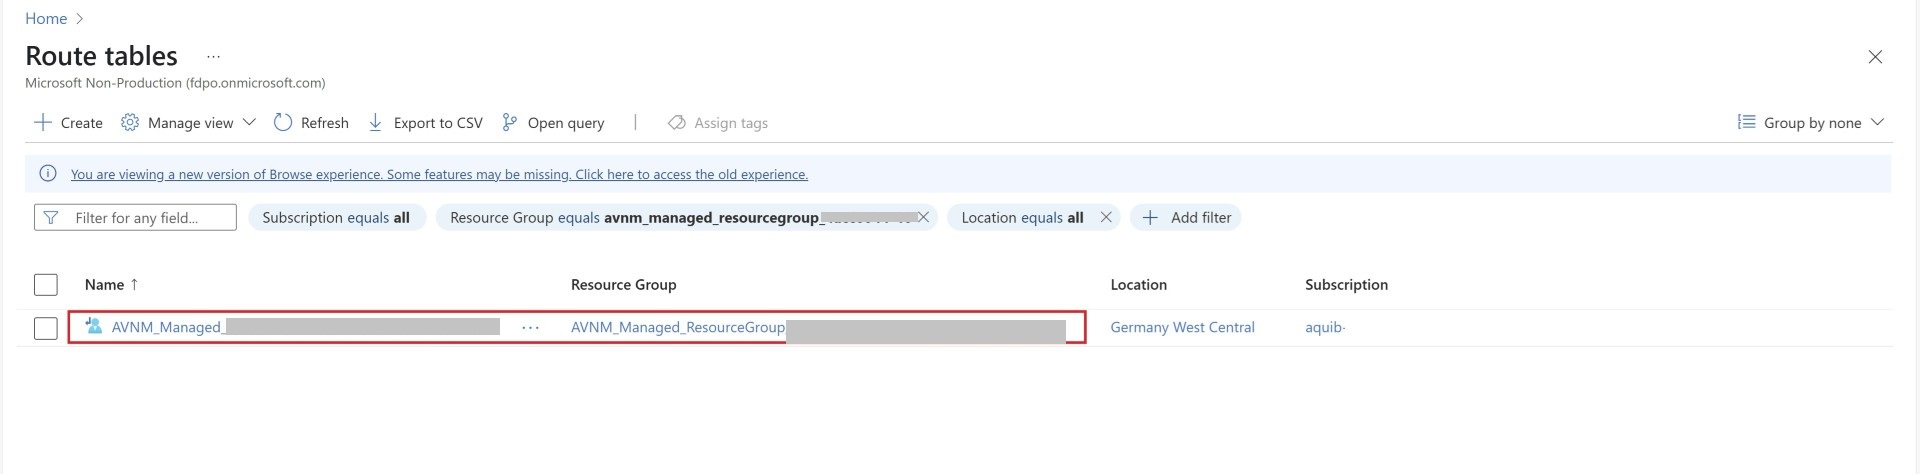 Home
Route tables ...
Microsoft Non-Production (fdpo.onmicrosoft.com)
Create Manage view Refresh Export to CSV Open query | Assign tags Group by none
You are viewing a new version of Browse experience. Some features may be missing. Click here to access the old experience.
Filter for any field... Subscription equals all Resource Group equals avnm_managed_resourcegroup_ Location equals all Add filter
Name ↑ Resource Group Location Subscription
AVNM_Managed_ ... AVNM_Managed_ResourceGroup Germany West Central aquib-